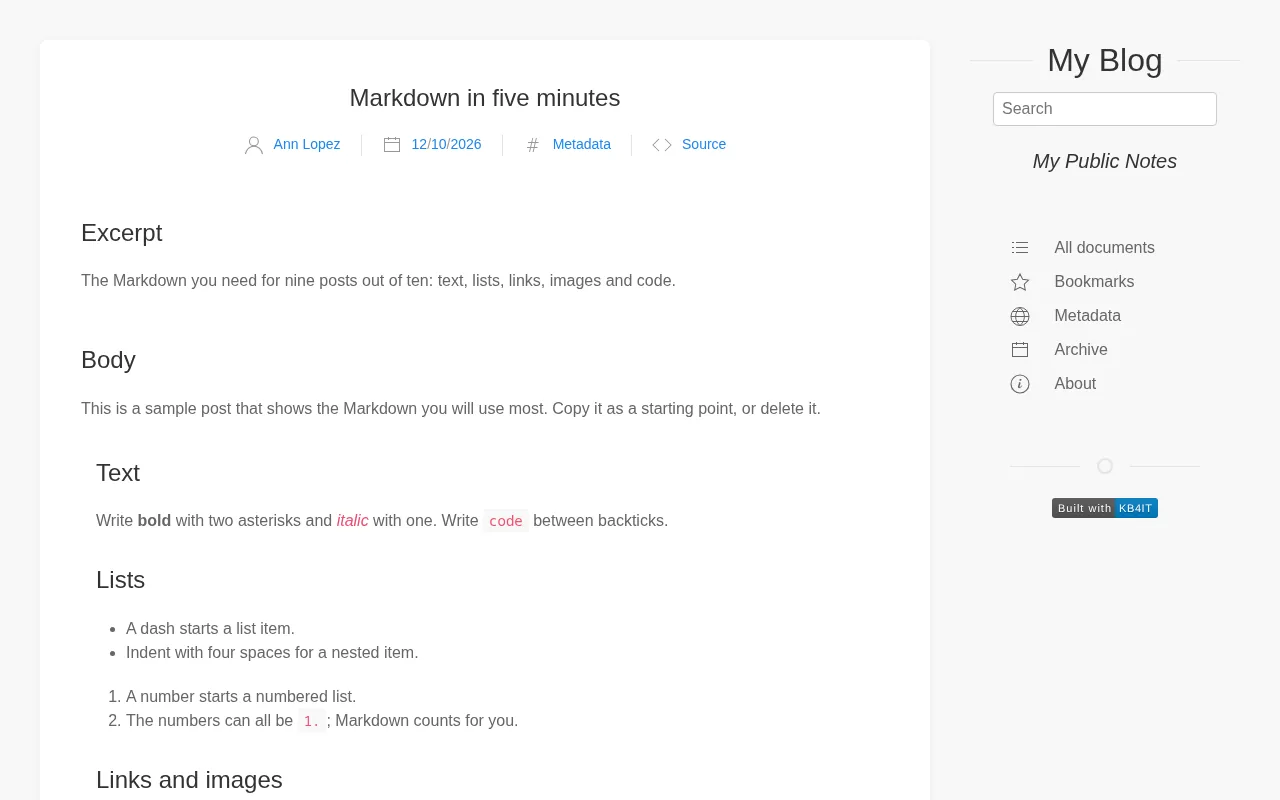 Markdown in five minutes
Ann Lopez
12/10/2026
# Metadata
Source
Excerpt
The Markdown you need for nine posts out of ten: text, lists, links, images and code.
Body
This is a sample post that shows the Markdown you will use most. Copy it as a starting point, or delete it.
Text
Write bold with two asterisks and italic with one. Write code between backticks.
Lists
• A dash starts a list item.
• Indent with four spaces for a nested item.
1. A number starts a numbered list.
2. The numbers can all be 1. ; Markdown counts for you.
Links and images
My Blog
Search
My Public Notes
All documents
Bookmarks
Metadata
Archive
About
Built with KB4IT